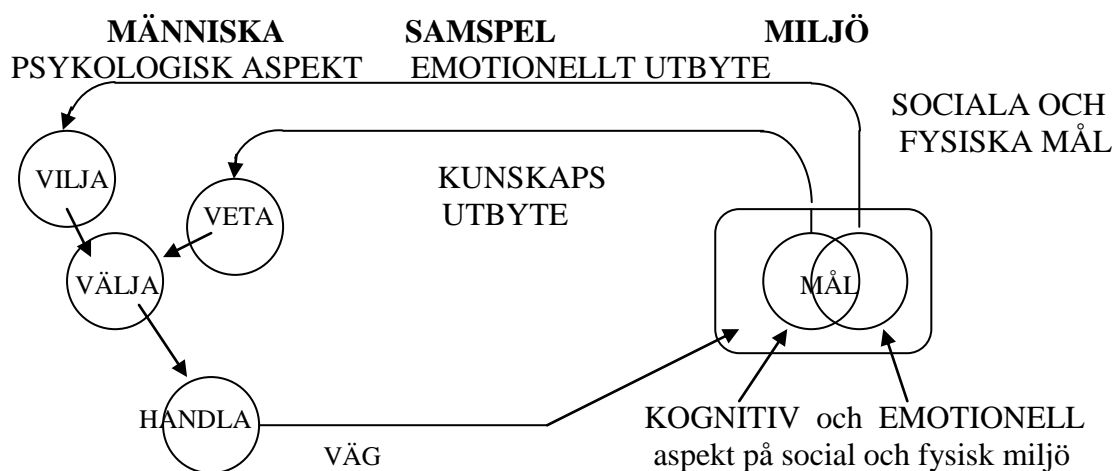 MÄNNISKA SAMSPEL MILJÖ
PSYKOLOGISK ASPEKT EMOTIONELLT UTBYTE
SOCIALA OCH
FYSISKA MÅL
VILJA
KUNSKAPS
UTBYTE
VETA
VÄLJA
MÅL
HANDLA
KOGNITIV och EMOTIONELL
VÄG
aspekt på social och fysisk miljö